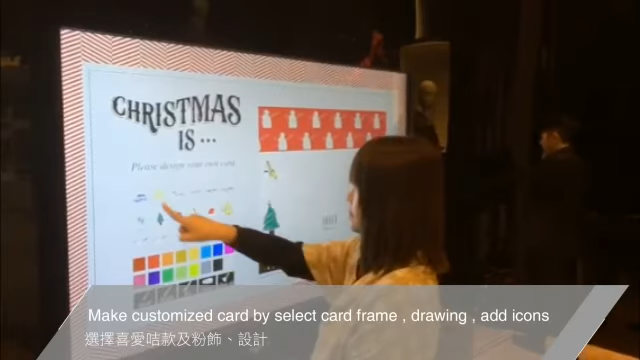 CHRISTMAS
IS ...
Please design your own card
Make customized card by select card frame , drawing , add icons
選擇喜愛咭款及粉飾、設計